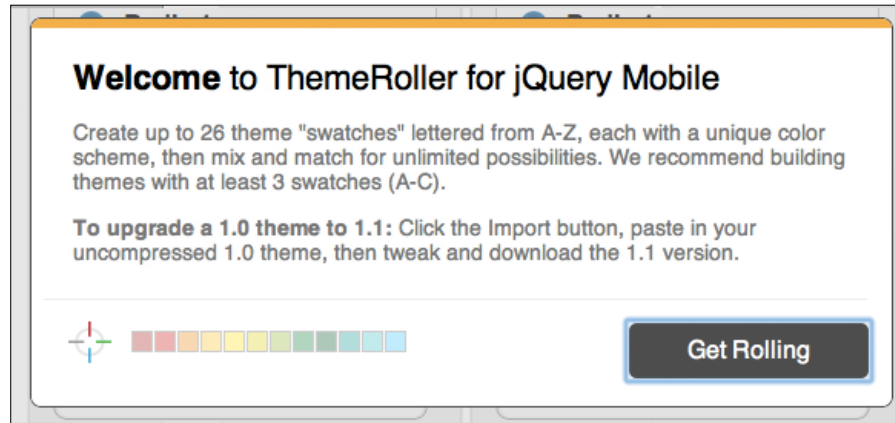 Welcome to ThemeRoller for jQuery Mobile
Create up to 26 theme "swatches" lettered from A-Z, each with a unique color
scheme, then mix and match for unlimited possibilities. We recommend building
themes with at least 3 swatches (A-C).
To upgrade a 1.0 theme to 1.1: Click the Import button, paste in your
uncompressed 1.0 theme, then tweak and download the 1.1 version.
Get Rolling